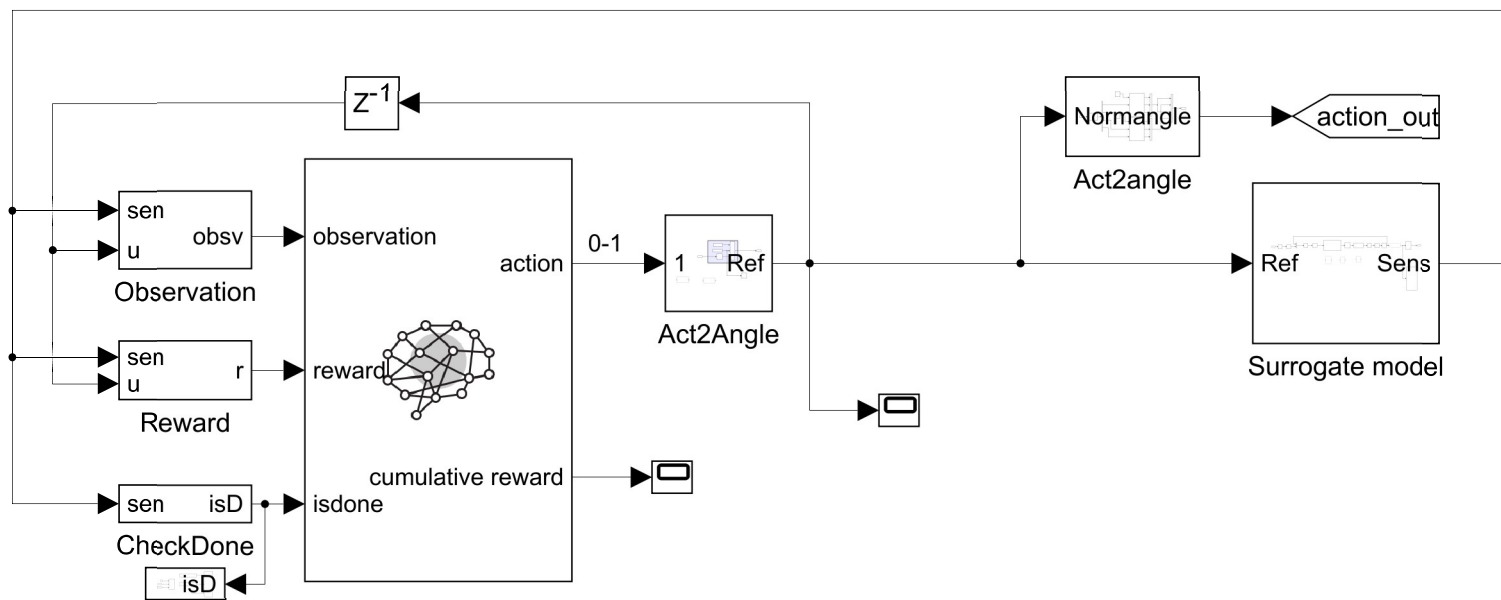 Z-1
Normangle
action_out
Act2angle
sen
obsv
u
Observation
observation
action
0-1
1
Ref
Act2Angle
Ref
Sens
Surrogate model
sen
r
u
Reward
reward
cumulative reward
sen
isD
CheckDone
isdone
isD